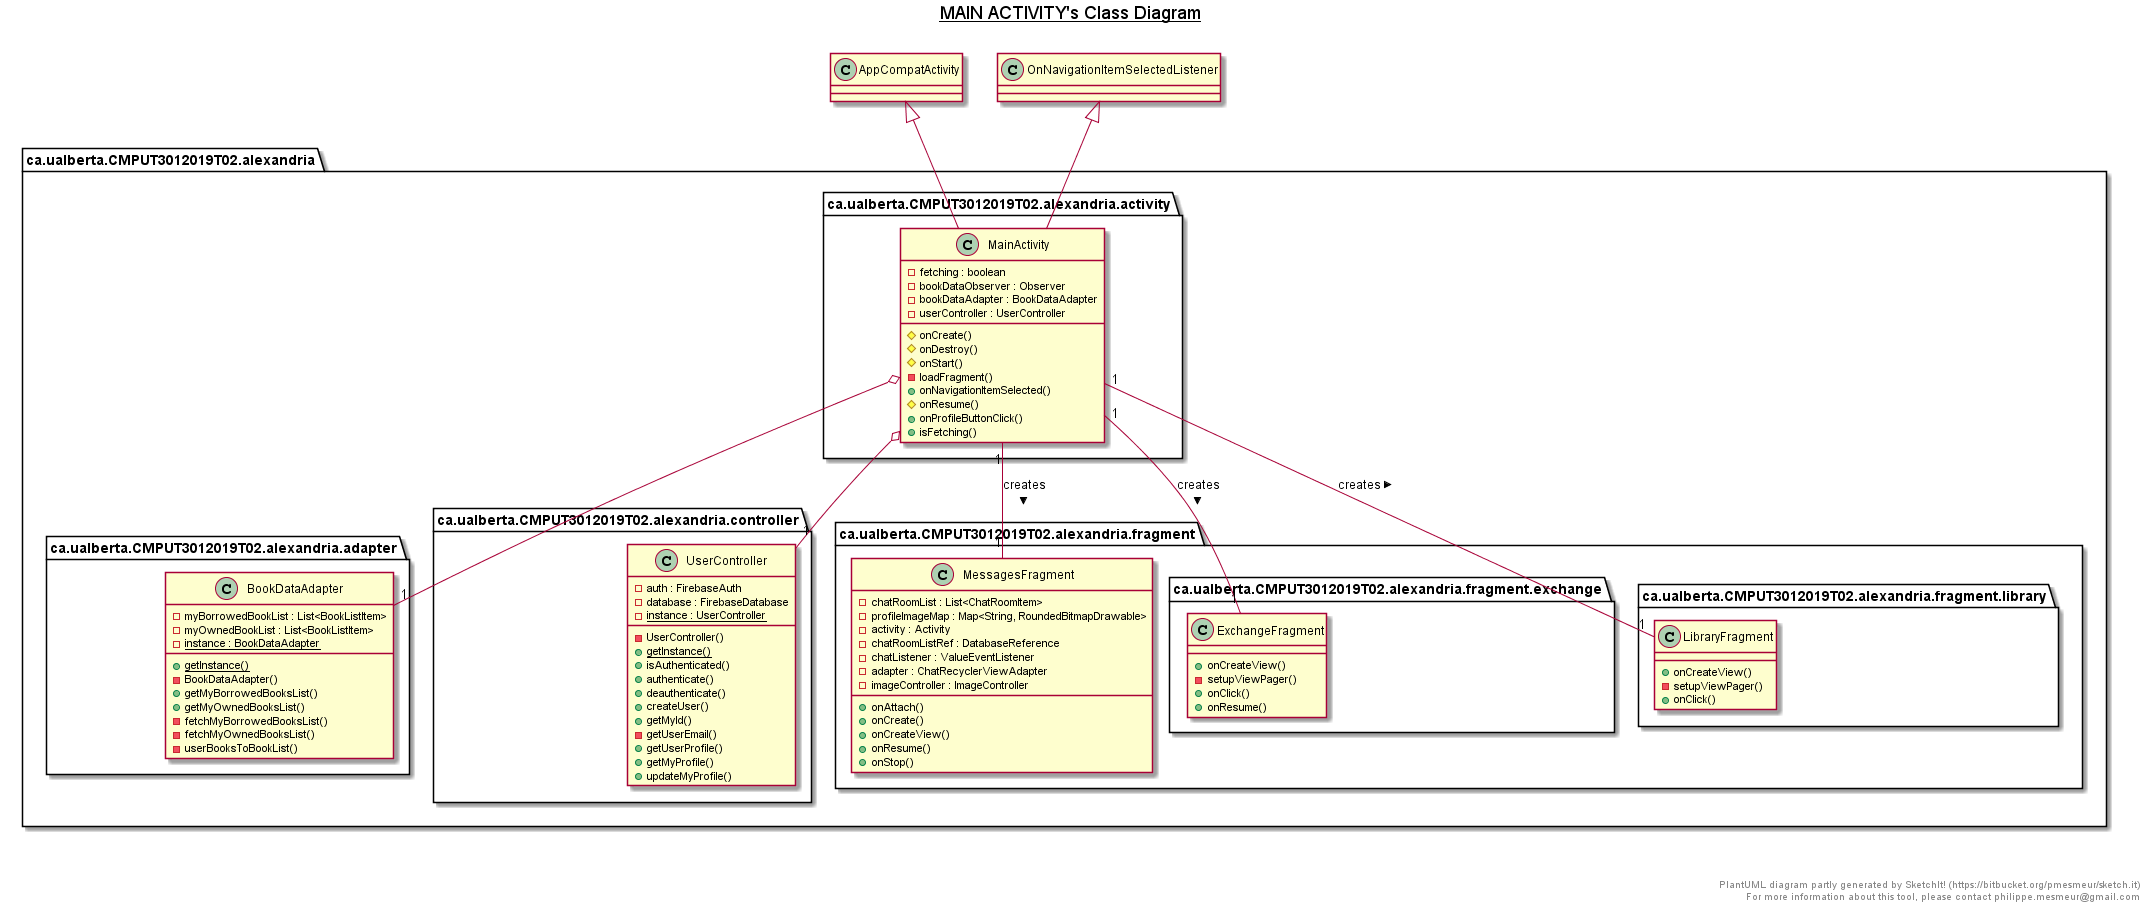 MAIN ACTIVITY's Class Diagram
C AppCompatActivity
C OnNavigationItemSelectedListener
ca.ualberta.CMPUT3012019T02.alexandria
ca.ualberta.CMPUT3012019T02.alexandria.activity
C MainActivity
fetching : boolean
bookDataObserver : Observer
bookDataAdapter : BookDataAdapter
userController : UserController
onCreate()
onDestroy()
onStart()
loadFragment()
onNavigationItemSelected()
onResume()
onProfileButtonClick()
isFetching()
1
1
1
creates
creates
creates
ca.ualberta.CMPUT3012019T02.alexandria.adapter
1
C BookDataAdapter
myBorrowedBookList : List<BookListItem>
myOwnedBookList : List<BookListItem>
instance : BookDataAdapter
getInstance()
BookDataAdapter()
getMyBorrowedBooksList()
getMyOwnedBooksList()
fetchMyBorrowedBooksList()
fetchMyOwnedBooksList()
userBooksToBookList()
ca.ualberta.CMPUT3012019T02.alexandria.controller
1
C UserController
auth : FirebaseAuth
database : FirebaseDatabase
instance : UserController
UserController()
getInstance()
isAuthenticated()
authenticate()
deauthenticate()
createUser()
getMyId()
getUserEmail()
getUserProfile()
getMyProfile()
updateMyProfile()
ca.ualberta.CMPUT3012019T02.alexandria.fragment
1
C MessagesFragment
chatRoomList : List<ChatRoomItem>
profileImageMap : Map<String, RoundedBitmapDrawable>
activity : Activity
chatRoomListRef : DatabaseReference
chatListener : ValueEventListener
adapter : ChatRecyclerViewAdapter
imageController : ImageController
onAttach()
onCreate()
onCreateView()
onResume()
onStop()
ca.ualberta.CMPUT3012019T02.alexandria.fragment.exchange
1
C ExchangeFragment
onCreateView()
setupViewPager()
onClick()
onResume()
ca.ualberta.CMPUT3012019T02.alexandria.fragment.library
1
C LibraryFragment
onCreateView()
setupViewPager()
onClick()
PlantUML diagram partly generated by SketchIt! (https://bitbucket.org/pmesmeur/sketch.it)
For more information about this tool, please contact philippe.mesmeur@gmail.com